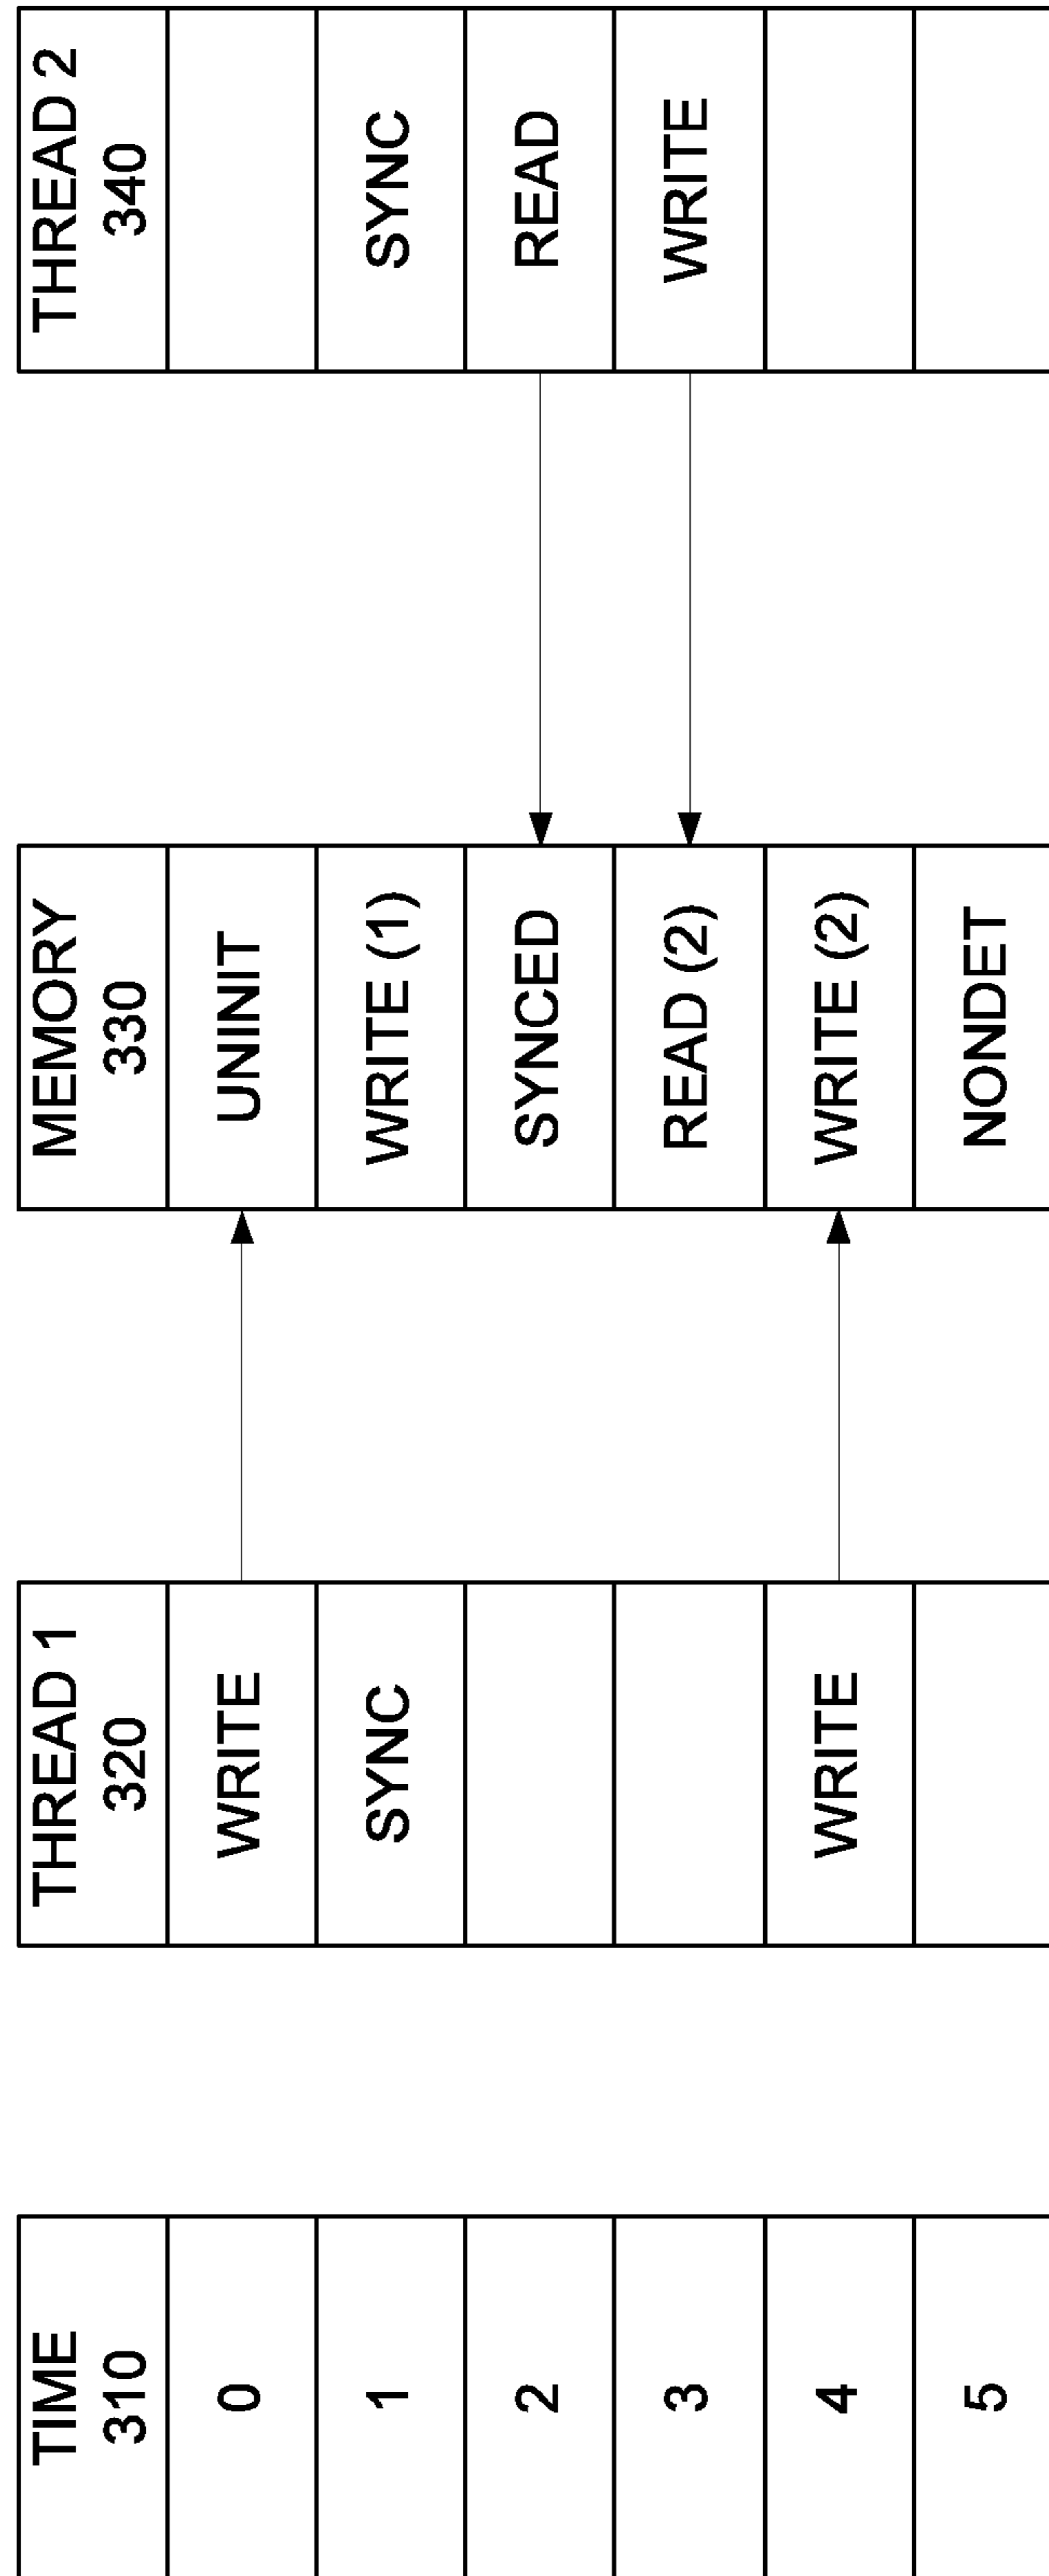 TIME
310
0
1
2
3
4
5
THREAD 1
320
WRITE
SYNC
WRITE
MEMORY
330
UNINIT
WRITE (1)
SYNCED
READ (2)
WRITE (2)
NONDET
THREAD 2
340
SYNC
READ
WRITE